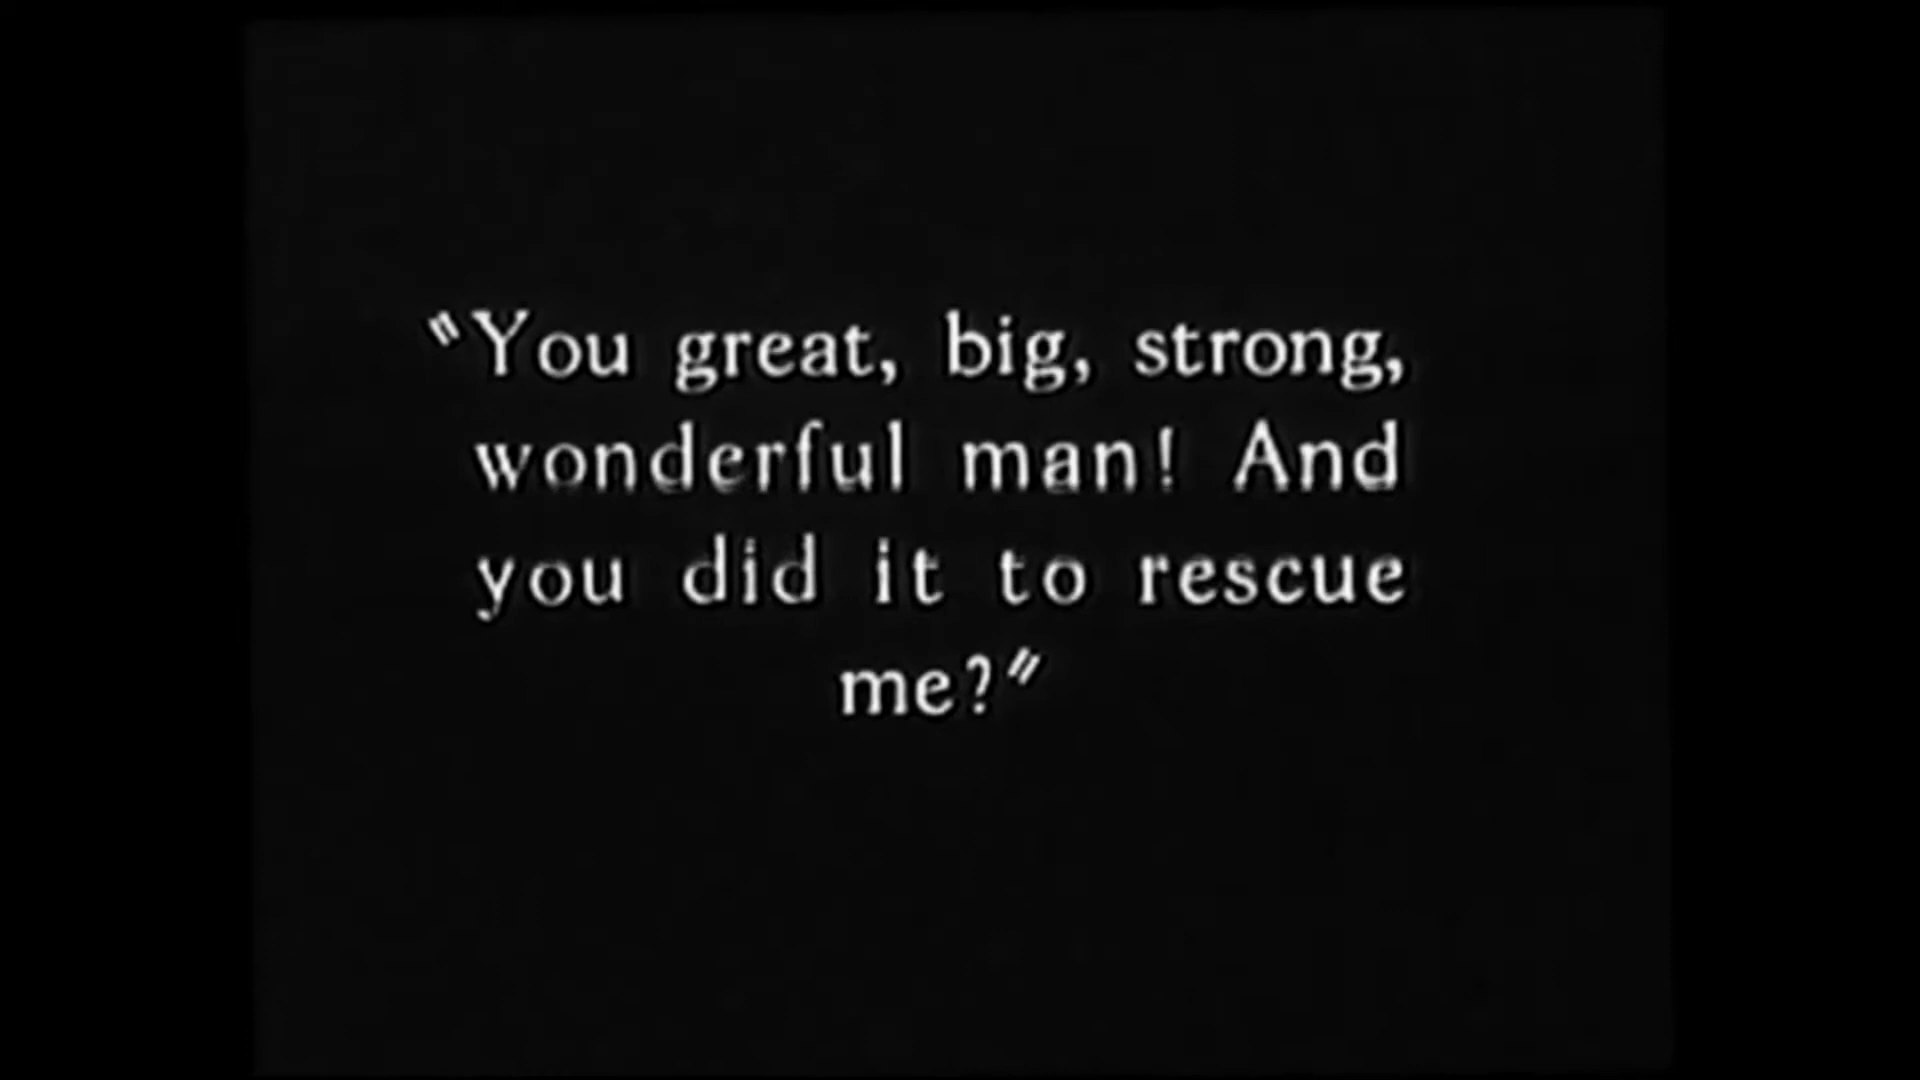 "You great, big, strong,
wonderful man! And
you did it to rescue
me?"